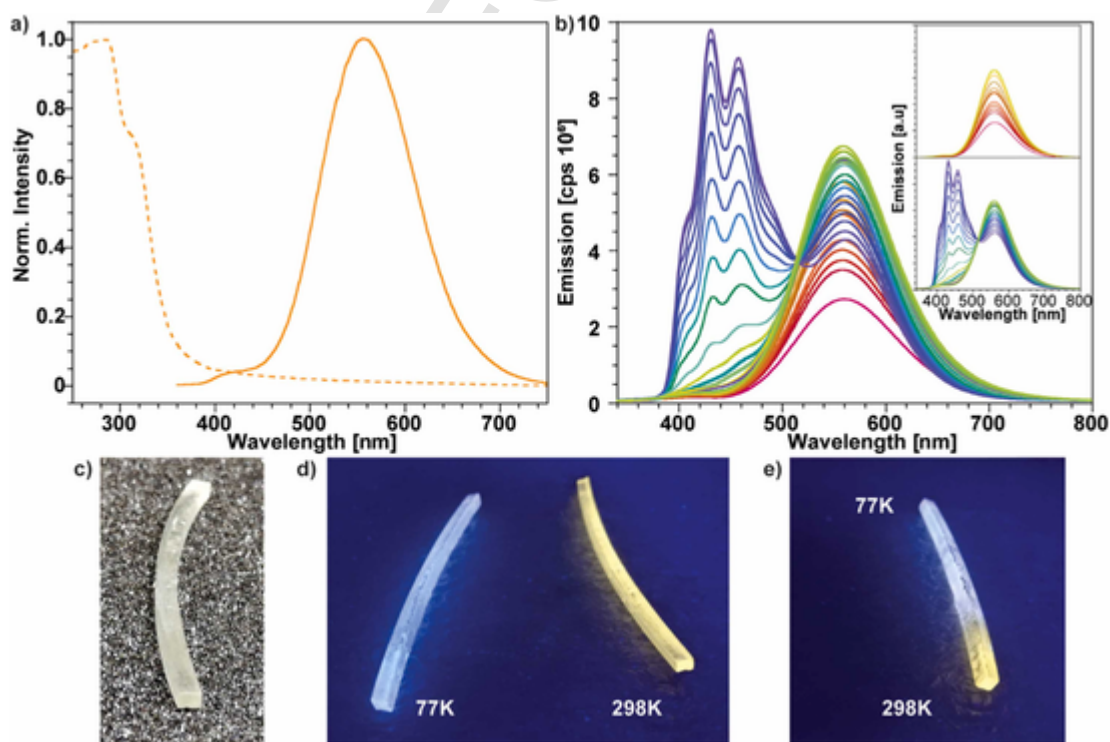 a)
1.0
0.8
0.6
0.4
0.2
0
Norm. Intensity
300
400
500
600
700
Wavelength [nm]
b)
10
8
6
4
2
0
Emission [cps 10⁶]
400
500
600
700
800
Wavelength [nm]
Emission [a.u]
400
500
600
700
800
Wavelength [nm]
c)
d)
77K
298K
e)
77K
298K